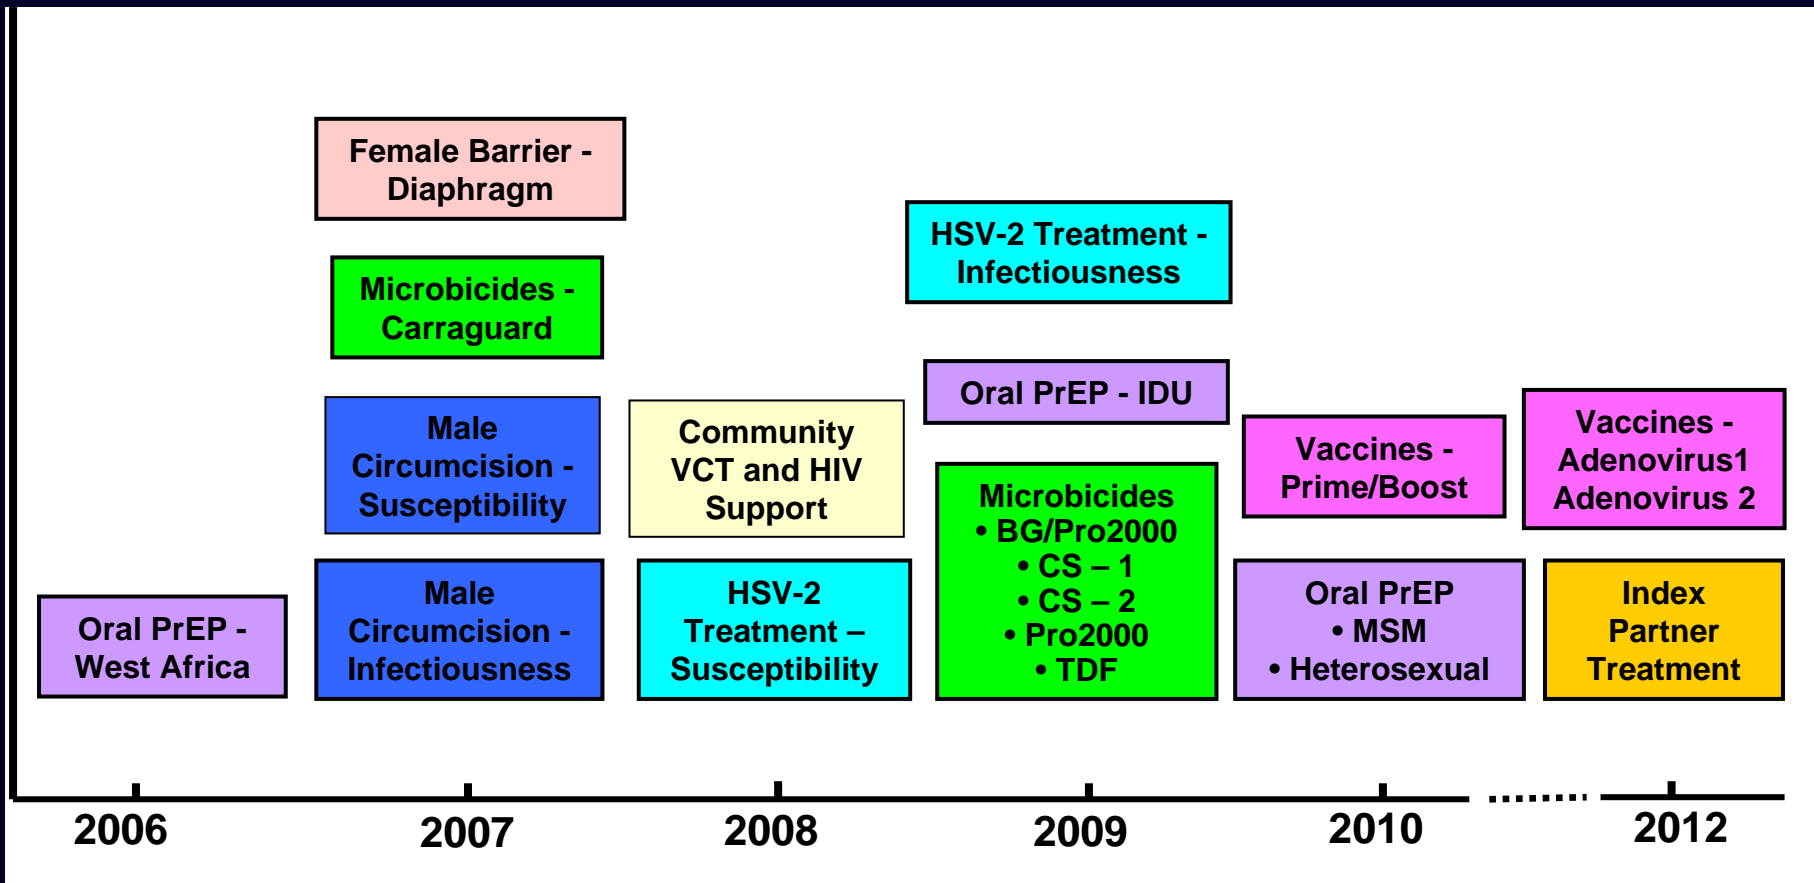 Female Barrier -
Diaphragm
Microbicides -
Carraguard
Male
Circumcision -
Susceptibility
Male
Circumcision -
Infectiousness
Oral PrEP -
West Africa
Community
VCT and HIV
Support
HSV-2
Treatment –
Susceptibility
HSV-2 Treatment -
Infectiousness
Oral PrEP - IDU
Microbicides
• BG/Pro2000
• CS – 1
• CS – 2
• Pro2000
• TDF
Vaccines -
Prime/Boost
Oral PrEP
• MSM
• Heterosexual
Vaccines -
Adenovirus1
Adenovirus 2
Index
Partner
Treatment
2006 2007 2008 2009 2010 2012